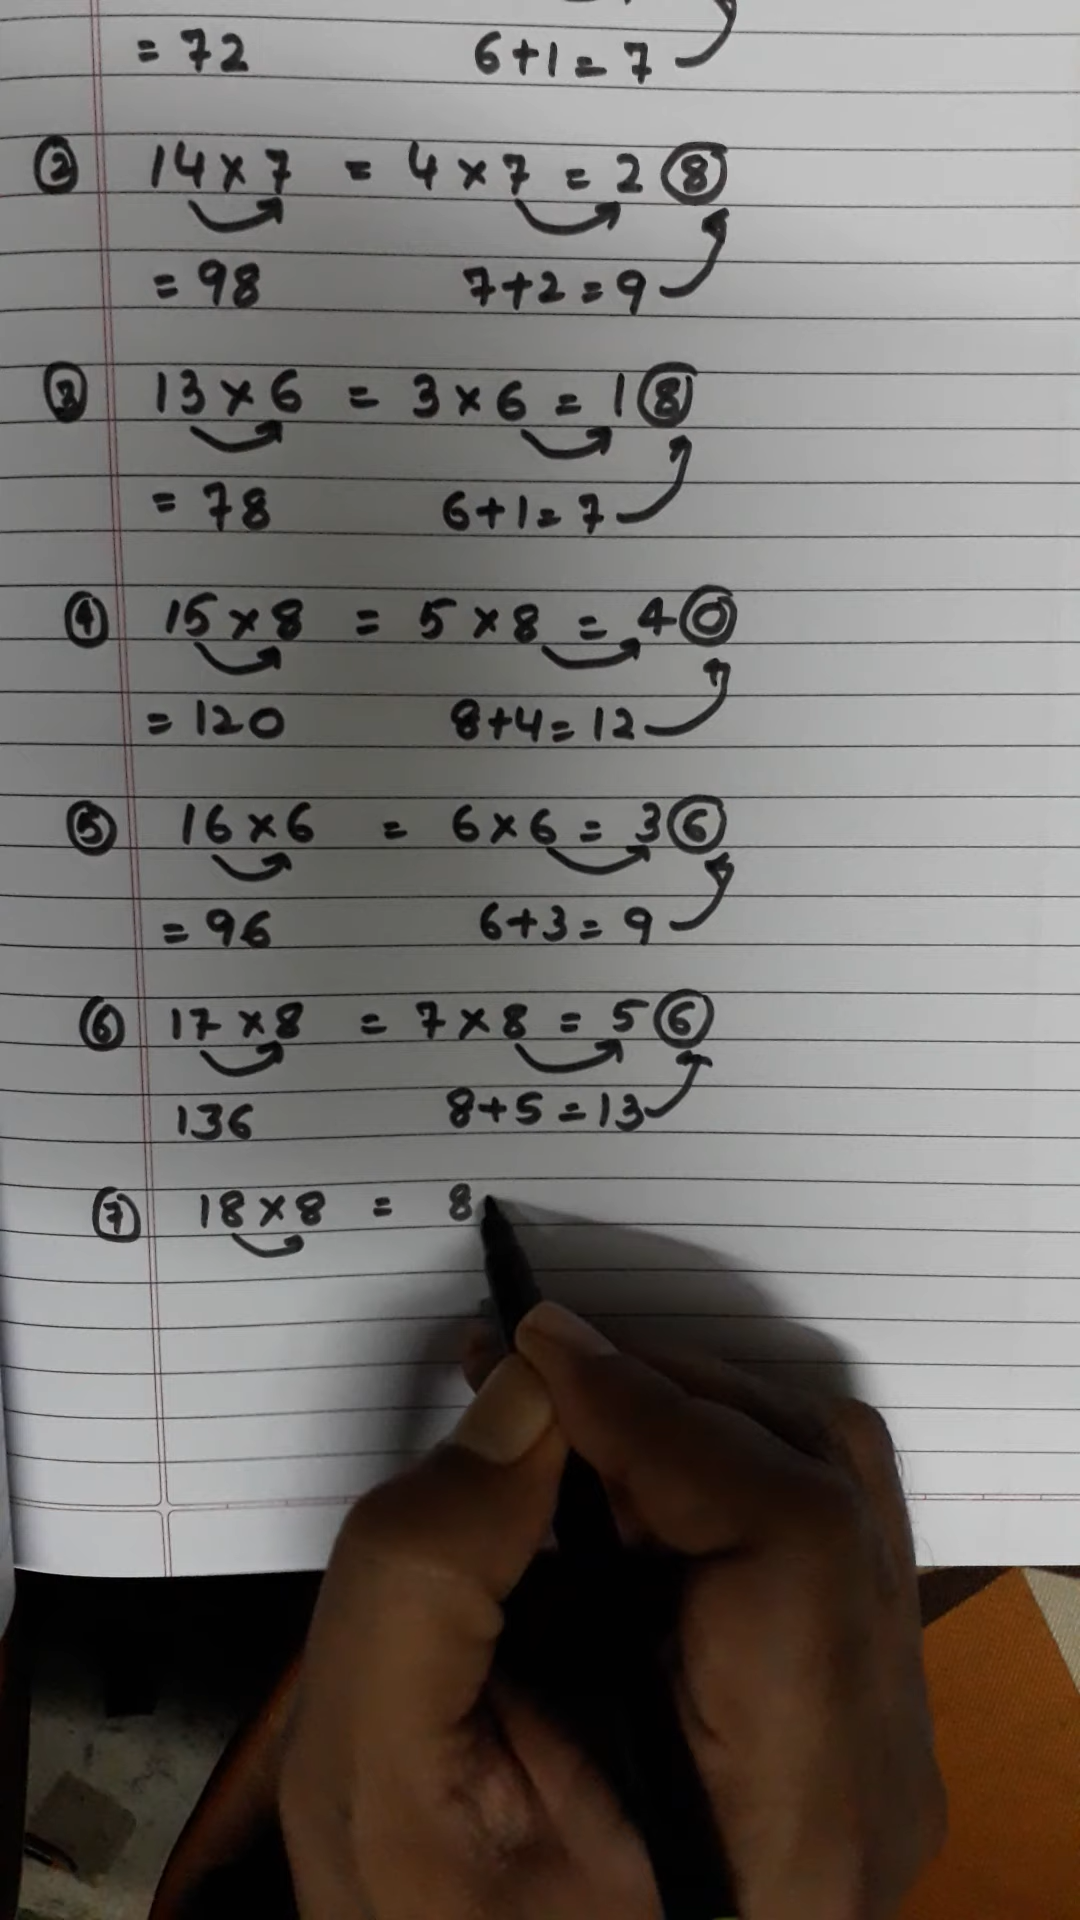 = 72 6+1=7
② 14×7 = 4×7 = 2⑧
= 98 7+2=9
③ 13×6 = 3×6 = 1⑧
= 78 6+1=7
④ 15×8 = 5×8 = 4⓪
= 120 8+4=12
⑤ 16×6 = 6×6 = 3⑥
= 96 6+3=9
⑥ 17×8 = 7×8 = 5⑥
136 8+5=13
⑦ 18×8 = 8